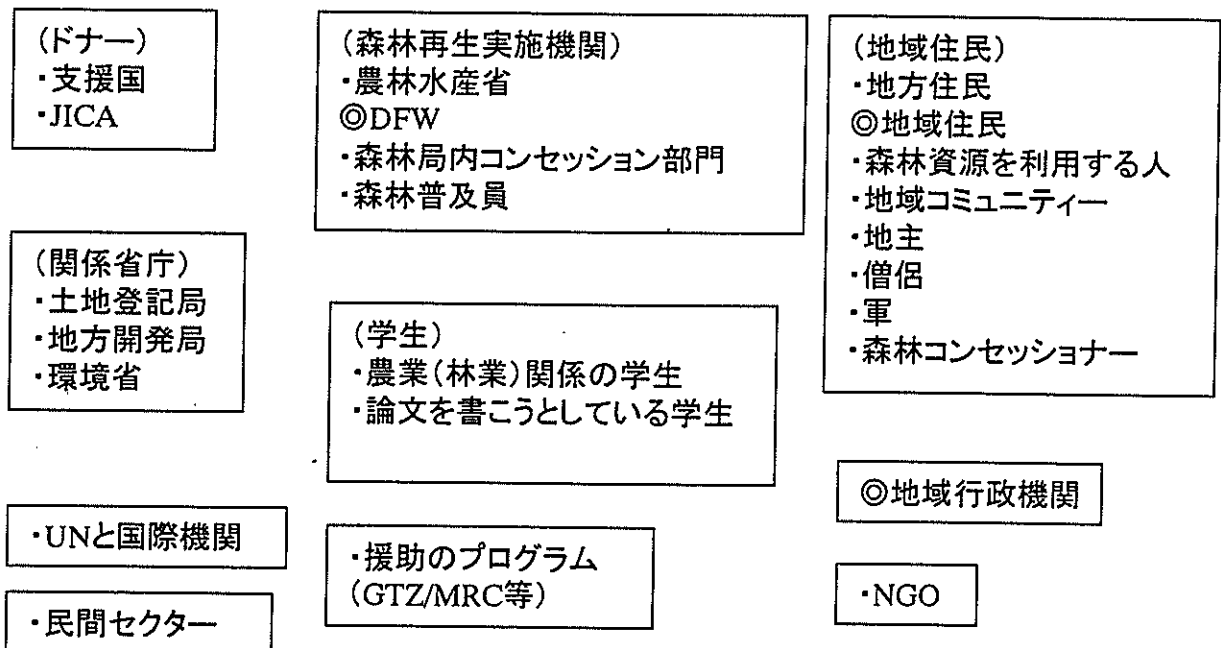 (ドナー)
・支援国
・JICA
(関係省庁)
・土地登記局
・地方開発局
・環境省
・UNと国際機関
・民間セクター
(森林再生実施機関)
・農林水産省
◎DFW
・森林局内コンセッション部門
・森林普及員
(学生)
・農業(林業)関係の学生
・論文を書こうとしている学生
・援助のプログラム
(GTZ/MRC等)
(地域住民)
・地方住民
◎地域住民
・森林資源を利用する人
・地域コミュニティー
・地主
・僧侶
・軍
・森林コンセッショナー
◎地域行政機関
・NGO